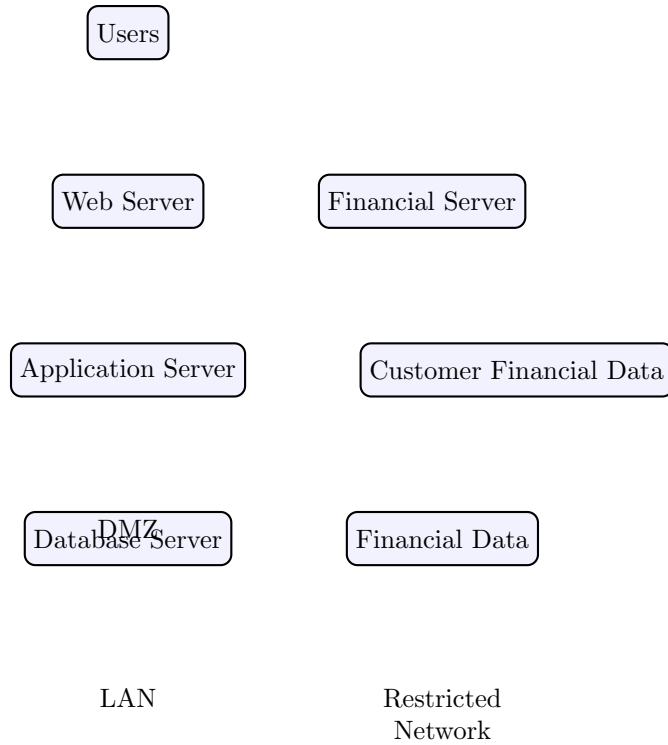 Users
Web Server
Financial Server
Application Server
Customer Financial Data
DMZ
Database Server
Financial Data
LAN
Restricted
Network